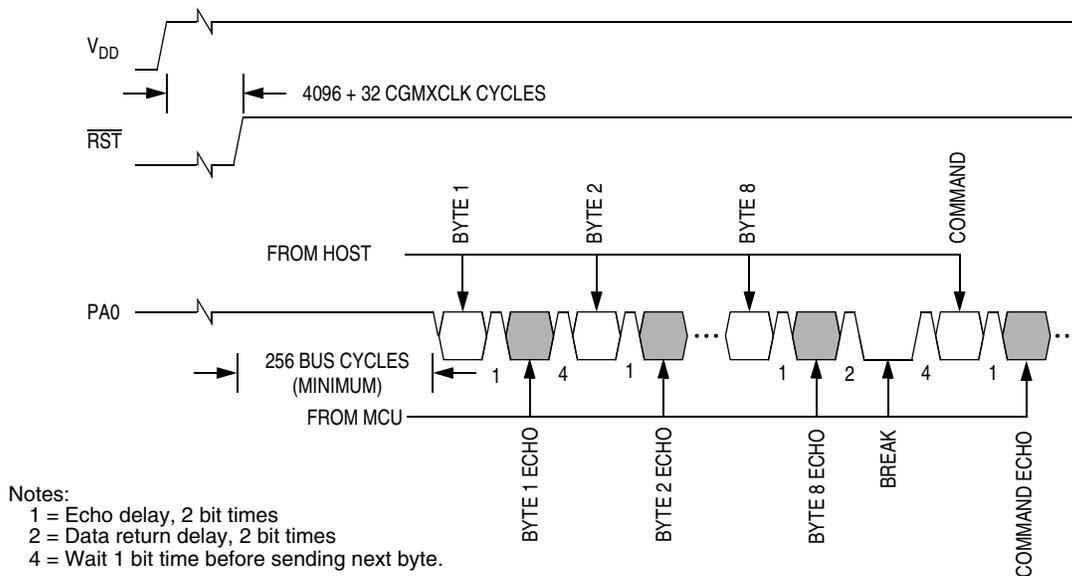 VDD
4096 + 32 CGMXCLK CYCLES
RST
BYTE 1
BYTE 2
BYTE 8
COMMAND
FROM HOST
PA0
...
...
256 BUS CYCLES
(MINIMUM)
1
4
1
1
2
4
1
FROM MCU
BYTE 1 ECHO
BYTE 2 ECHO
BYTE 8 ECHO
BREAK
COMMAND ECHO
Notes:
1 = Echo delay, 2 bit times
2 = Data return delay, 2 bit times
4 = Wait 1 bit time before sending next byte.